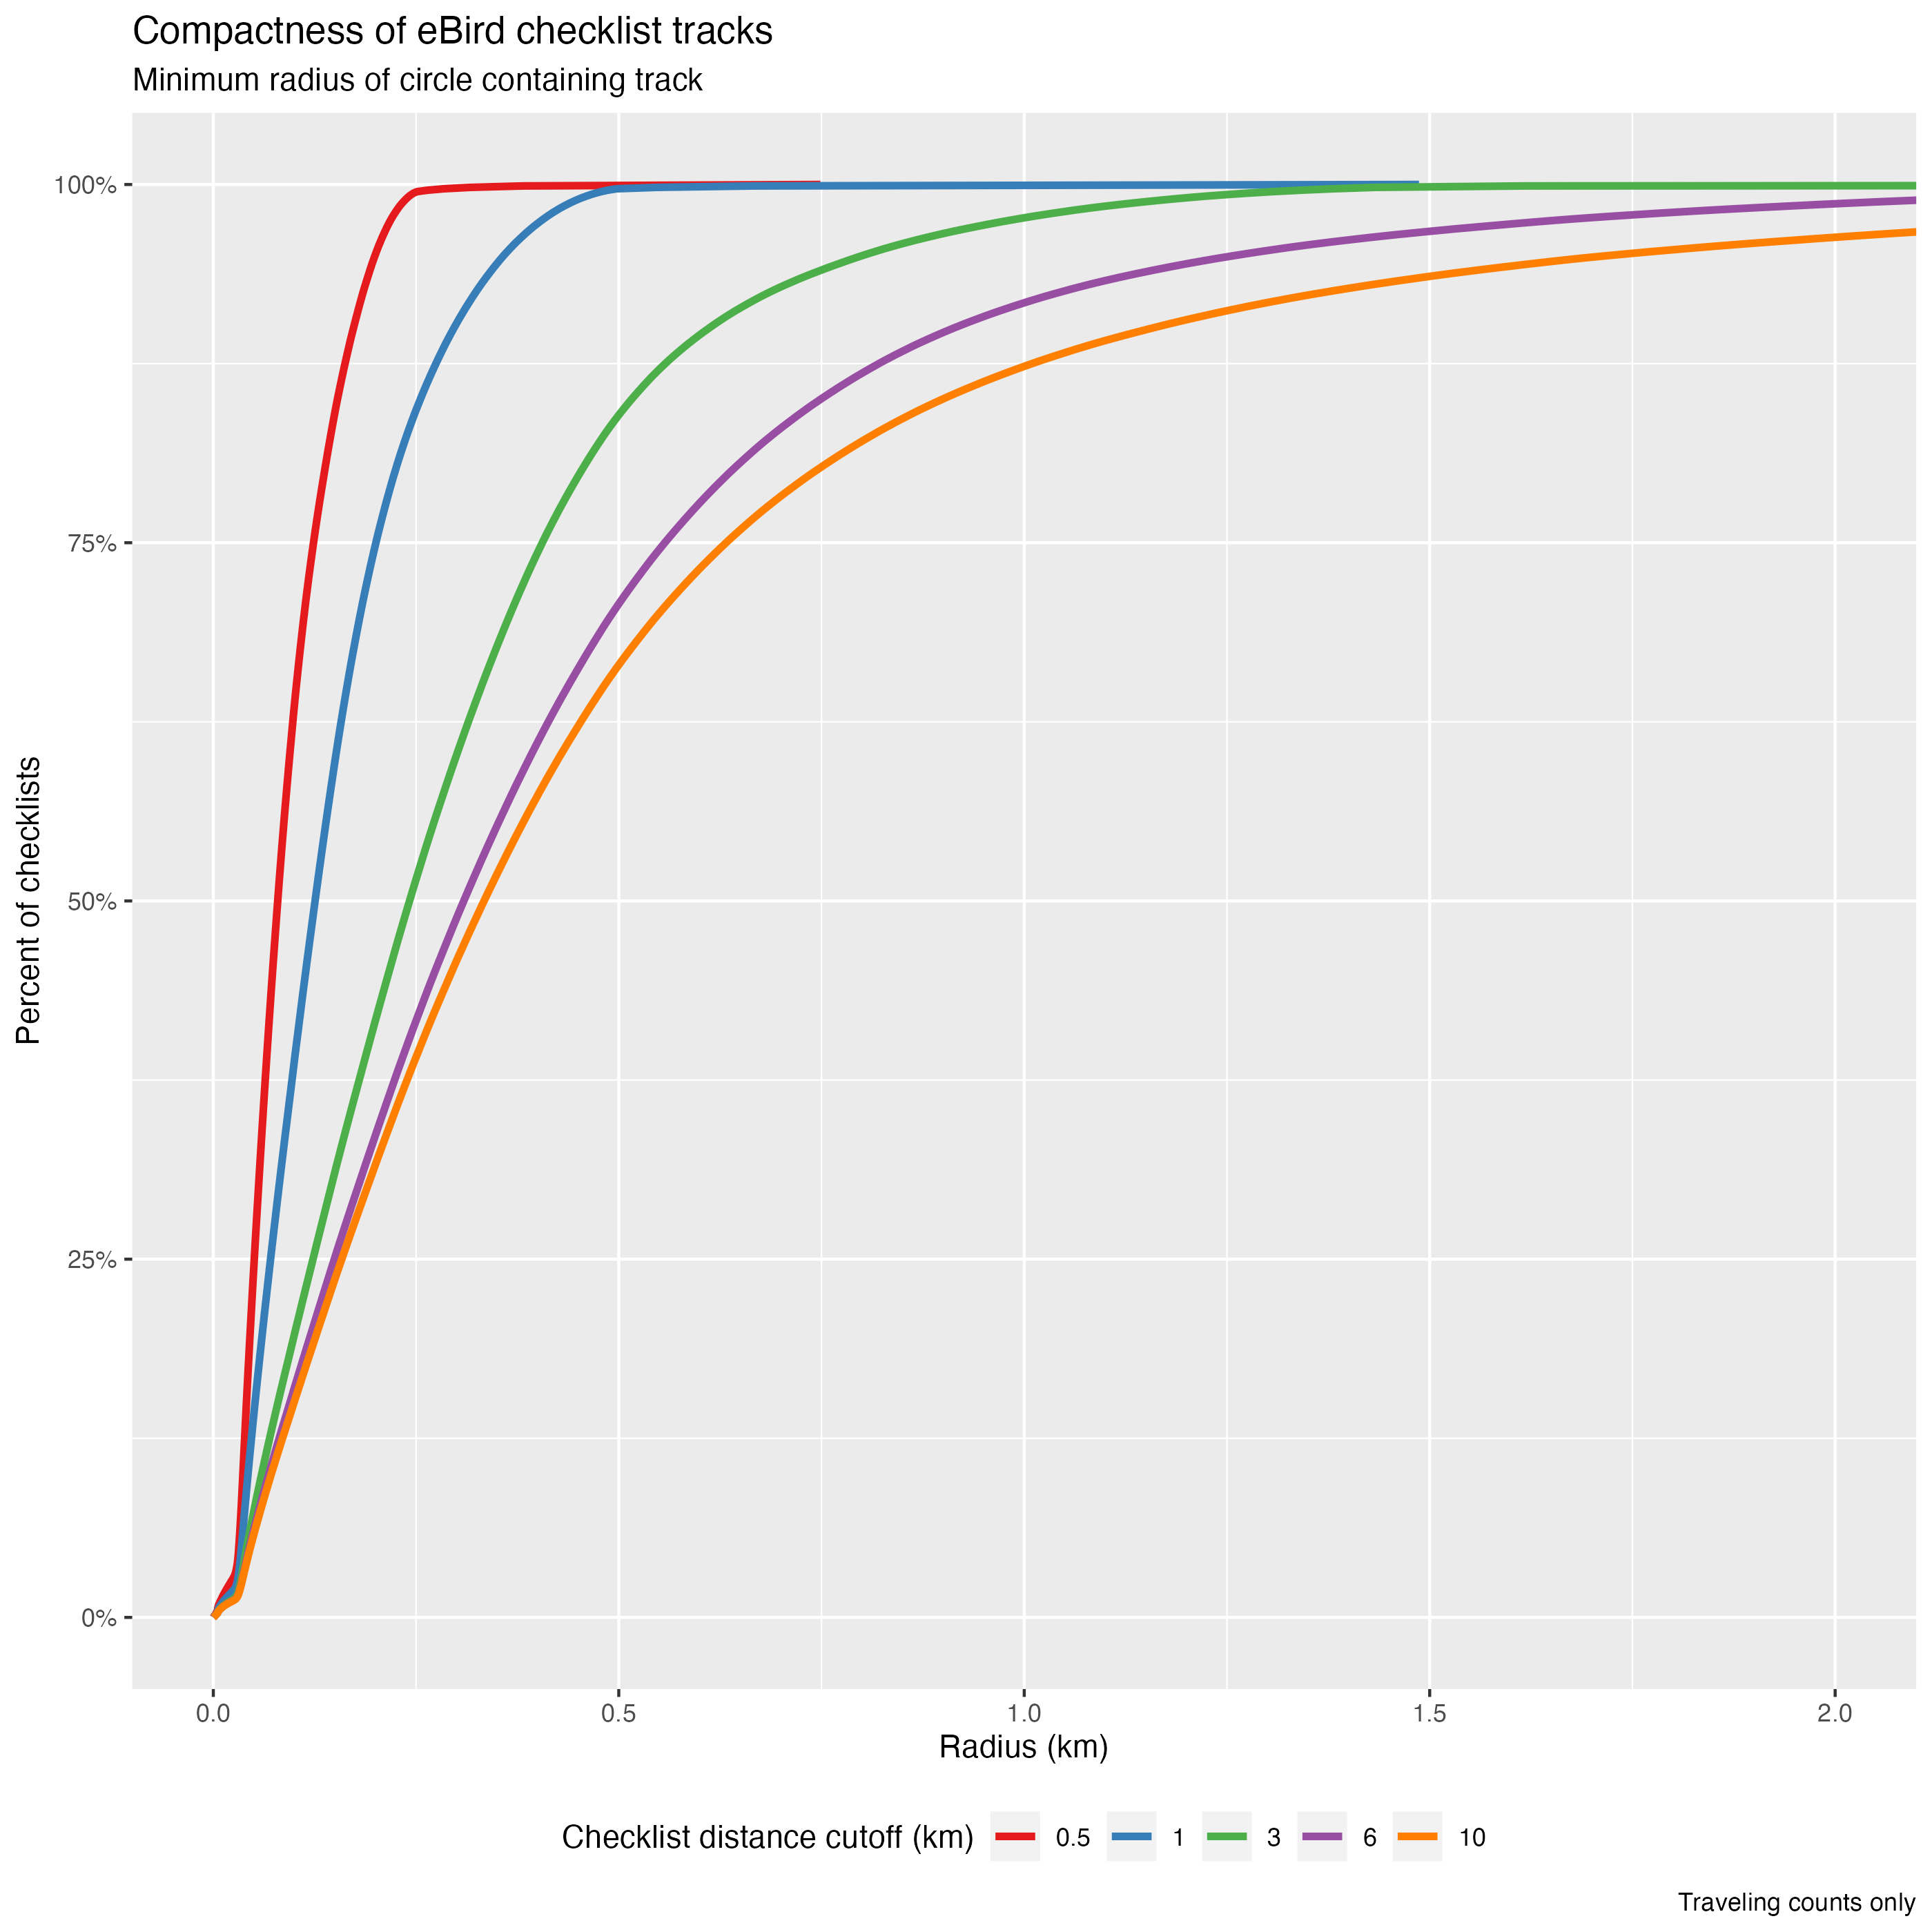 Compactness of eBird checklist tracks
Minimum radius of circle containing track
Percent of checklists
100%
75%
50%
25%
0%
0.0 0.5 1.0 1.5 2.0
Radius (km)
Checklist distance cutoff (km) 0.5 1 3 6 10
Traveling counts only